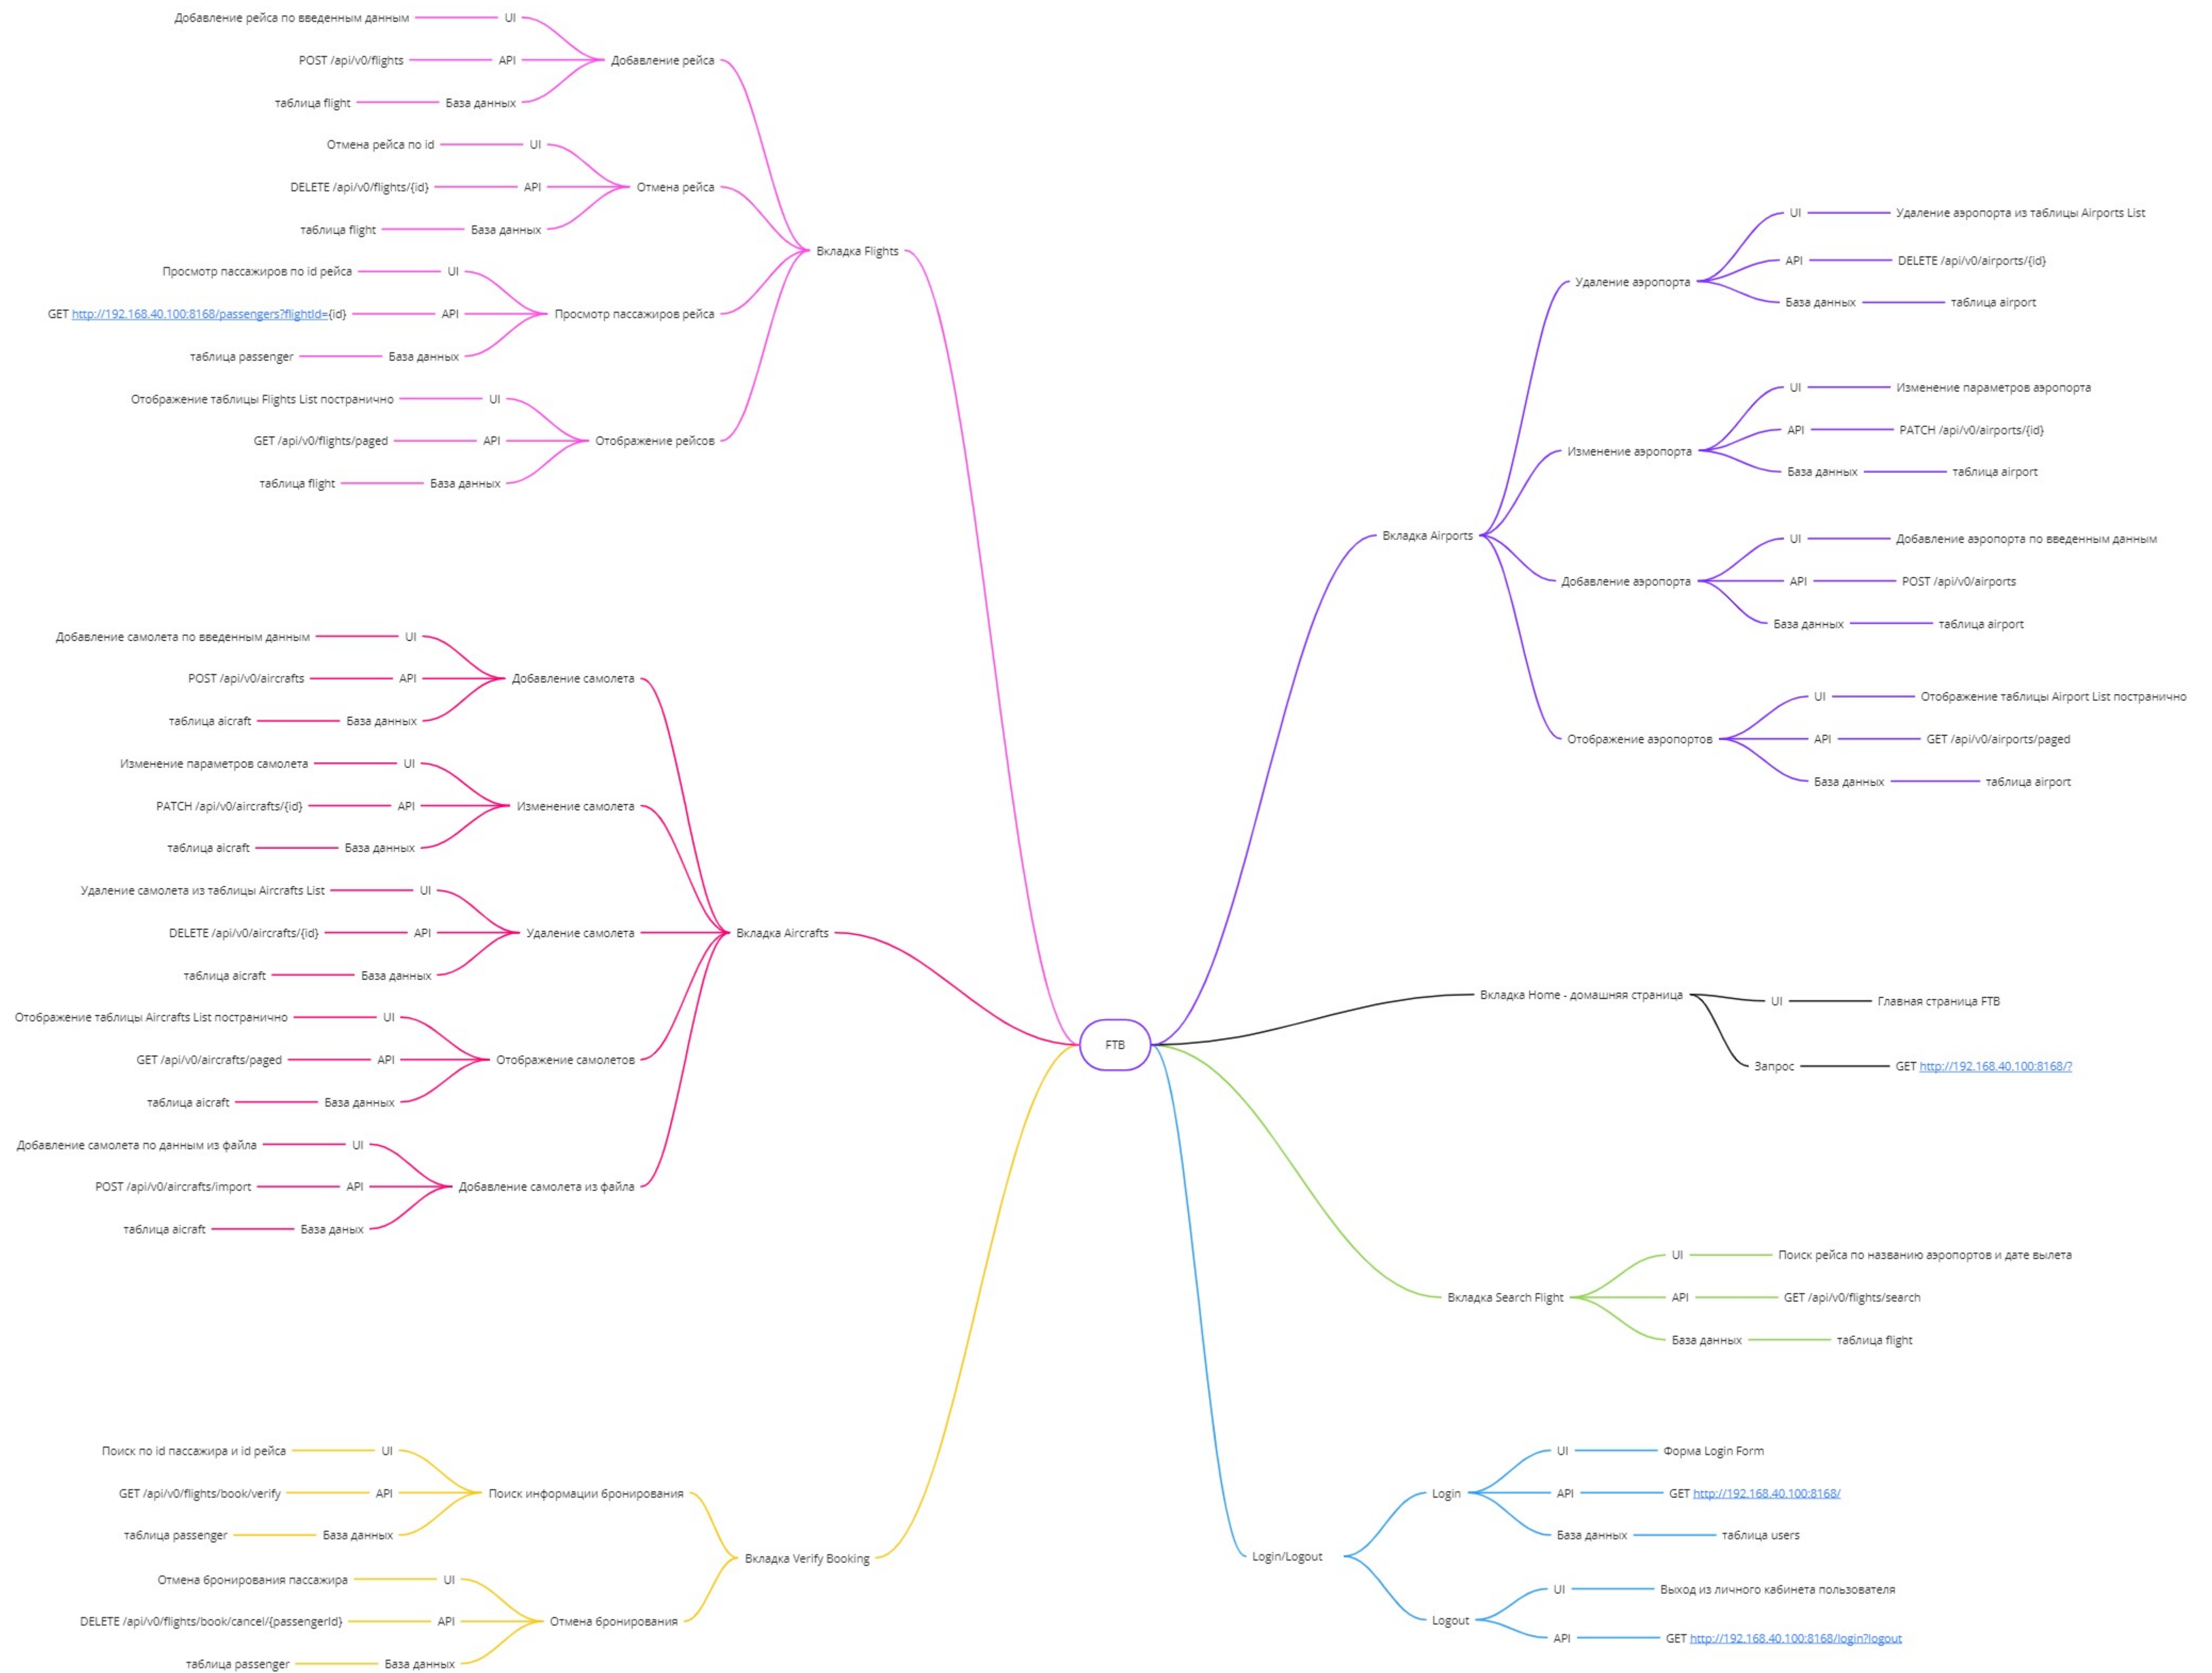 FTB
Вкладка Flights
Добавление рейса
UI
Добавление рейса по введенным данным
API
POST /api/v0/flights
База данных
таблица flight
Отмена рейса
UI
Отмена рейса по id
API
DELETE /api/v0/flights/{id}
База данных
таблица flight
Просмотр пассажиров рейса
UI
Просмотр пассажиров по id рейса
API
GET http://192.168.40.100:8168/passengers?flightId={id}
База данных
таблица passenger
Отображение рейсов
UI
Отображение таблицы Flights List постранично
API
GET /api/v0/flights/paged
База данных
таблица flight
Вкладка Aircrafts
Добавление самолета
UI
Добавление самолета по введенным данным
API
POST /api/v0/aircrafts
База данных
таблица aicraft
Изменение самолета
UI
Изменение параметров самолета
API
PATCH /api/v0/aircrafts/{id}
База данных
таблица aicraft
Удаление самолета
UI
Удаление самолета из таблицы Aircrafts List
API
DELETE /api/v0/aircrafts/{id}
База данных
таблица aicraft
Отображение самолетов
UI
Отображение таблицы Aircrafts List постранично
API
GET /api/v0/aircrafts/paged
База данных
таблица aicraft
Добавление самолета из файла
UI
Добавление самолета по данным из файла
API
POST /api/v0/aircrafts/import
База даных
таблица aicraft
Вкладка Verify Booking
Поиск информации бронирования
UI
Поиск по id пассажира и id рейса
API
GET /api/v0/flights/book/verify
База данных
таблица passenger
Отмена бронирования
UI
Отмена бронирования пассажира
API
DELETE /api/v0/flights/book/cancel/{passengerId}
База данных
таблица passenger
Вкладка Airports
Удаление аэропорта
UI
Удаление аэропорта из таблицы Airports List
API
DELETE /api/v0/airports/{id}
База данных
таблица airport
Изменение аэропорта
UI
Изменение параметров аэропорта
API
PATCH /api/v0/airports/{id}
База данных
таблица airport
Добавление аэропорта
UI
Добавление аэропорта по введенным данным
API
POST /api/v0/airports
База данных
таблица airport
Отображение аэропортов
UI
Отображение таблицы Airport List постранично
API
GET /api/v0/airports/paged
База данных
таблица airport
Вкладка Home - домашняя страница
UI
Главная страница FTB
Запрос
GET http://192.168.40.100:8168/?
Вкладка Search Flight
UI
Поиск рейса по названию аэропортов и дате вылета
API
GET /api/v0/flights/search
База данных
таблица flight
Login/Logout
Login
UI
Форма Login Form
API
GET http://192.168.40.100:8168/
База данных
таблица users
Logout
UI
Выход из личного кабинета пользователя
API
GET http://192.168.40.100:8168/login?logout